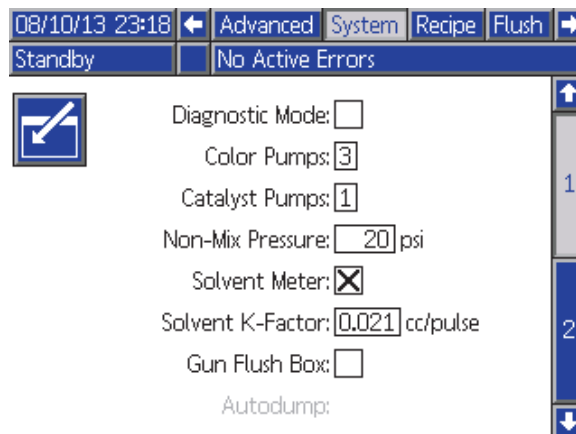 08/10/13 23:18 Advanced System Recipe Flush
Standby No Active Errors
Diagnostic Mode:
Color Pumps: 3
1
Catalyst Pumps: 1
Non-Mix Pressure: 20 psi
Solvent Meter:
Solvent K-Factor: 0.021 cc/pulse
2
Gun Flush Box:
Autodump: